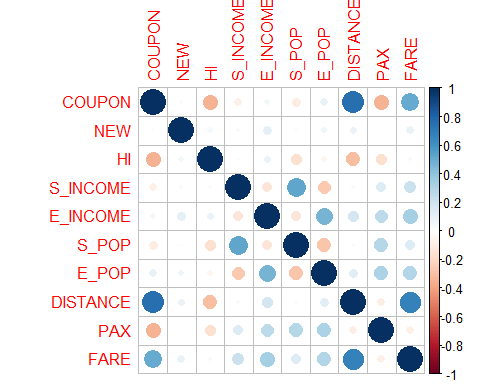 COUPON
NEW
HI
S_INCOME
E_INCOME
S_POP
E_POP
DISTANCE
PAX
FARE
COUPON
NEW
HI
S_INCOME
E_INCOME
S_POP
E_POP
DISTANCE
PAX
FARE
1
0.8
0.6
0.4
0.2
0
-0.2
-0.4
-0.6
-0.8
-1